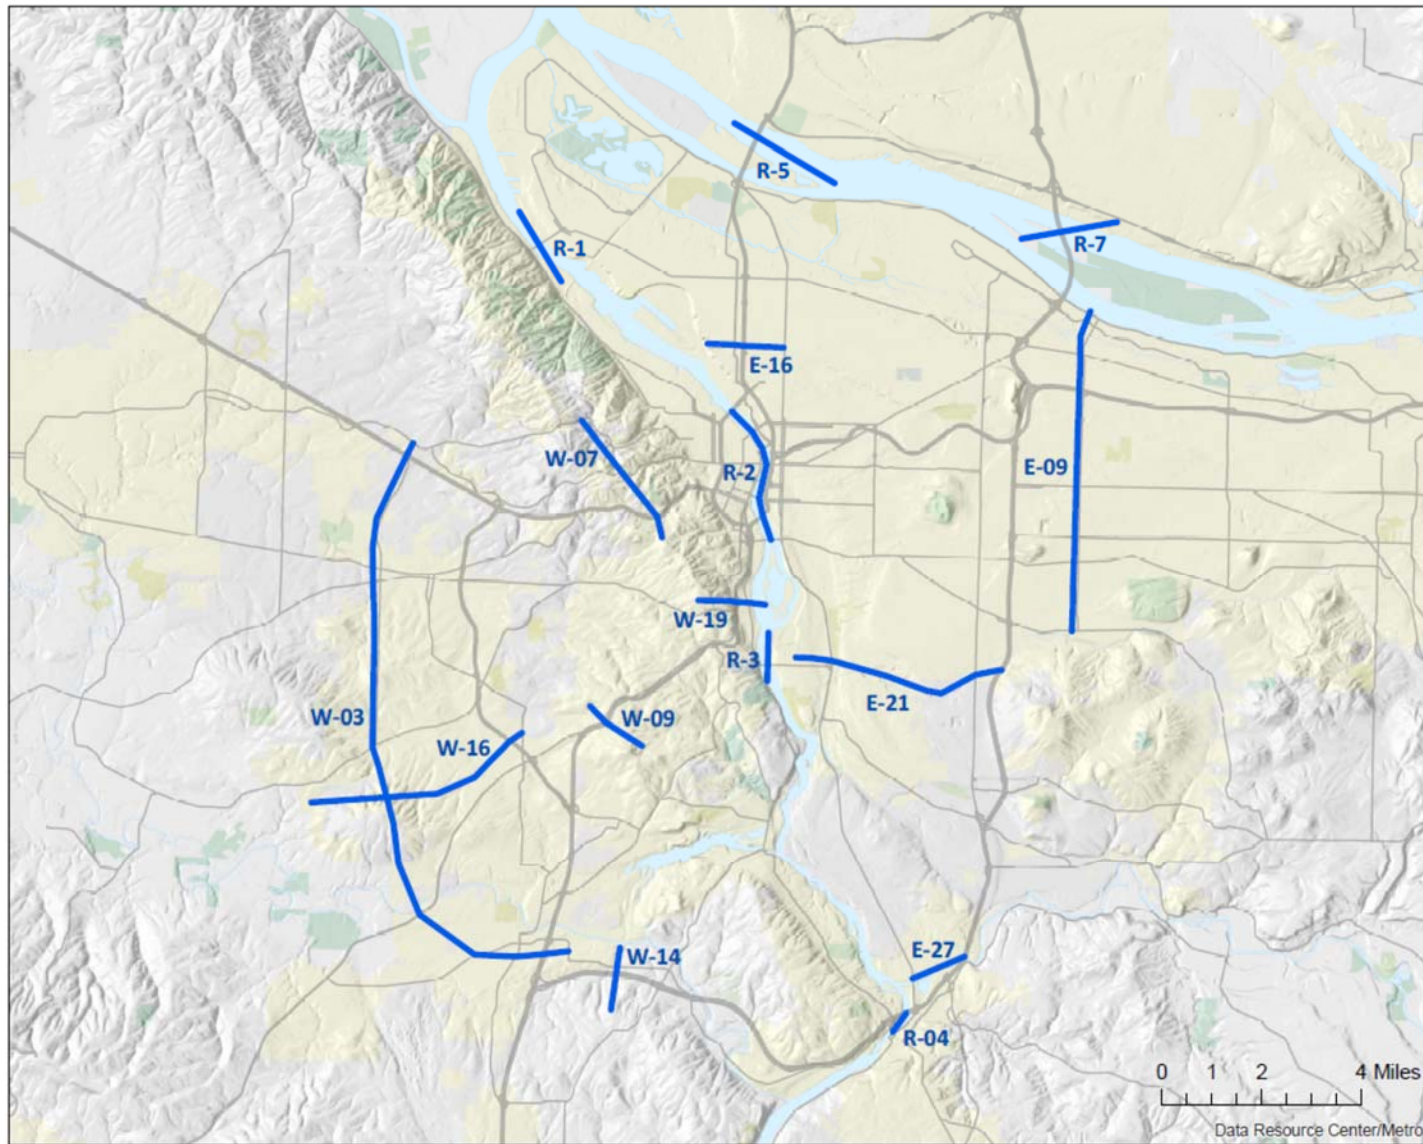 R-5
R-7
R-1
E-16
W-07
R-2
E-09
W-19
R-3
E-21
W-03
W-09
W-16
W-14
E-27
R-04
0 1 2 4 Miles
Data Resource Center/Metro